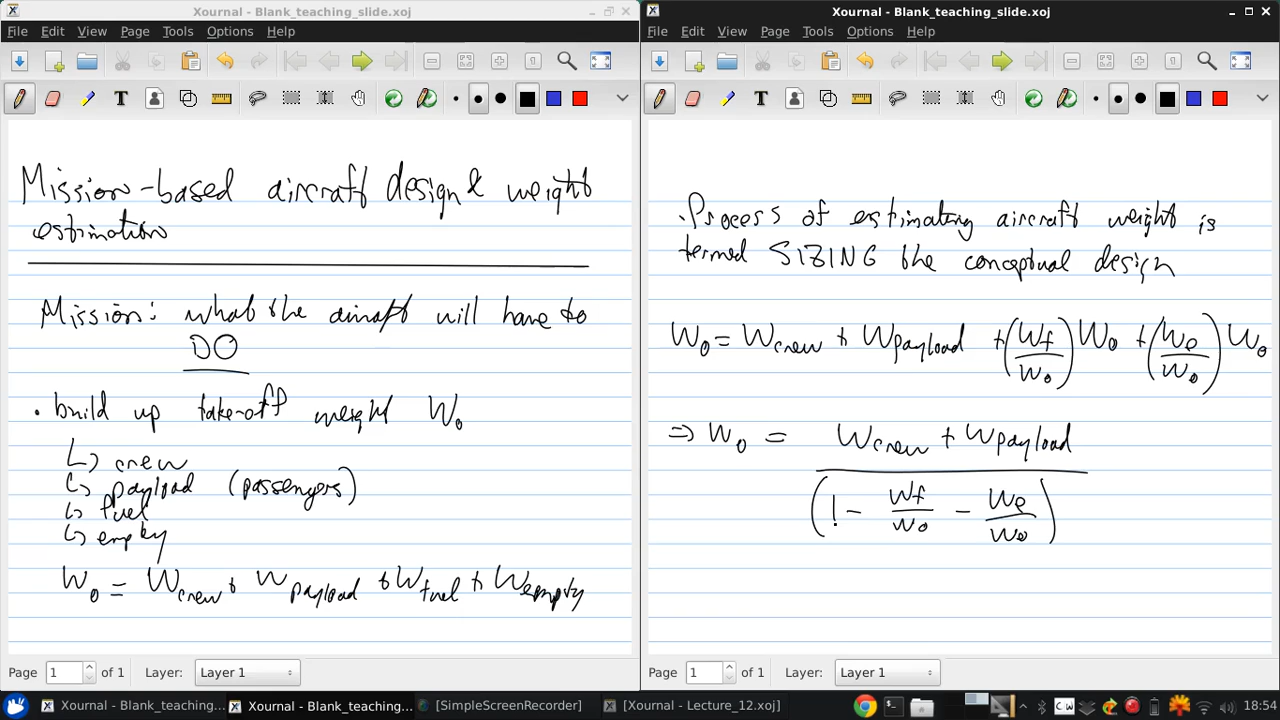 Xournal - Blank_teaching_slide.xoj
File Edit View Page Tools Options Help
Mission-based aircraft design & weight
estimation
Mission: what the aircraft will have to
DO
· build up take-off weight W₀
↳ crew
↳ payload (passengers)
↳ fuel
↳ empty
W₀ = Wcrew + Wpayload + Wfuel + Wempty
Page 1 of 1 Layer: Layer 1
Xournal - Blank_teaching_slide.xoj
File Edit View Page Tools Options Help
· Process of estimating aircraft weight is
termed SIZING the conceptual design
W₀ = Wcrew + Wpayload + (Wf/W₀) W₀ + (We/W₀) W₀
⇒ W₀ = Wcrew + Wpayload
(1 - Wf/W₀ - We/W₀)
Page 1 of 1 Layer: Layer 1
Xournal - Blank_teaching_... Xournal - Blank_teaching_... [SimpleScreenRecorder] [Xournal - Lecture_12.xoj] 18:54